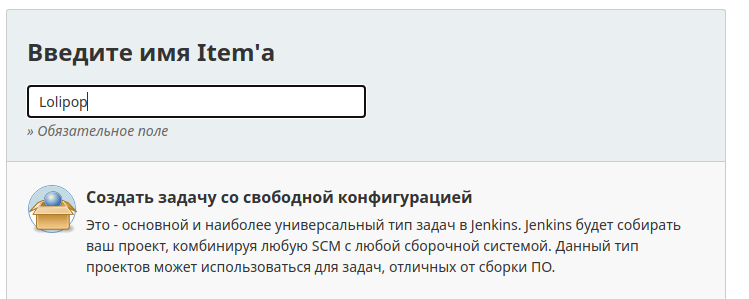 Введите имя Item'a
Lolipop
» Обязательное поле
Создать задачу со свободной конфигурацией
Это - основной и наиболее универсальный тип задач в Jenkins. Jenkins будет собирать
ваш проект, комбинируя любую SCM с любой сборочной системой. Данный тип
проектов может использоваться для задач, отличных от сборки ПО.